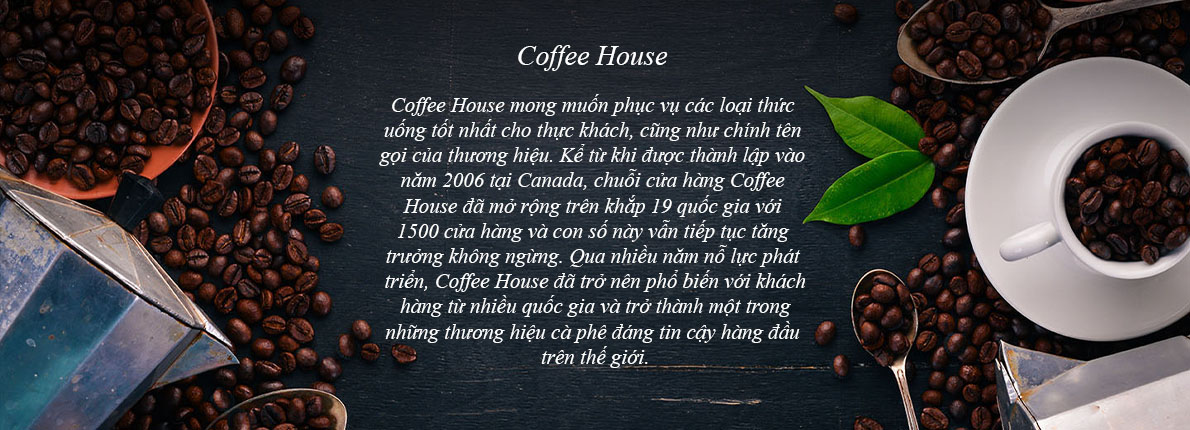 Coffee House
Coffee House mong muốn phục vụ các loại thức
uống tốt nhất cho thực khách, cũng như chính tên
gọi của thương hiệu. Kể từ khi được thành lập vào
năm 2006 tại Canada, chuỗi cửa hàng Coffee
House đã mở rộng trên khắp 19 quốc gia với
1500 cửa hàng và con số này vẫn tiếp tục tăng
trưởng không ngừng. Qua nhiều năm nỗ lực phát
triển, Coffee House đã trở nên phổ biến với khách
hàng từ nhiều quốc gia và trở thành một trong
những thương hiệu cà phê đáng tin cậy hàng đầu
trên thế giới.